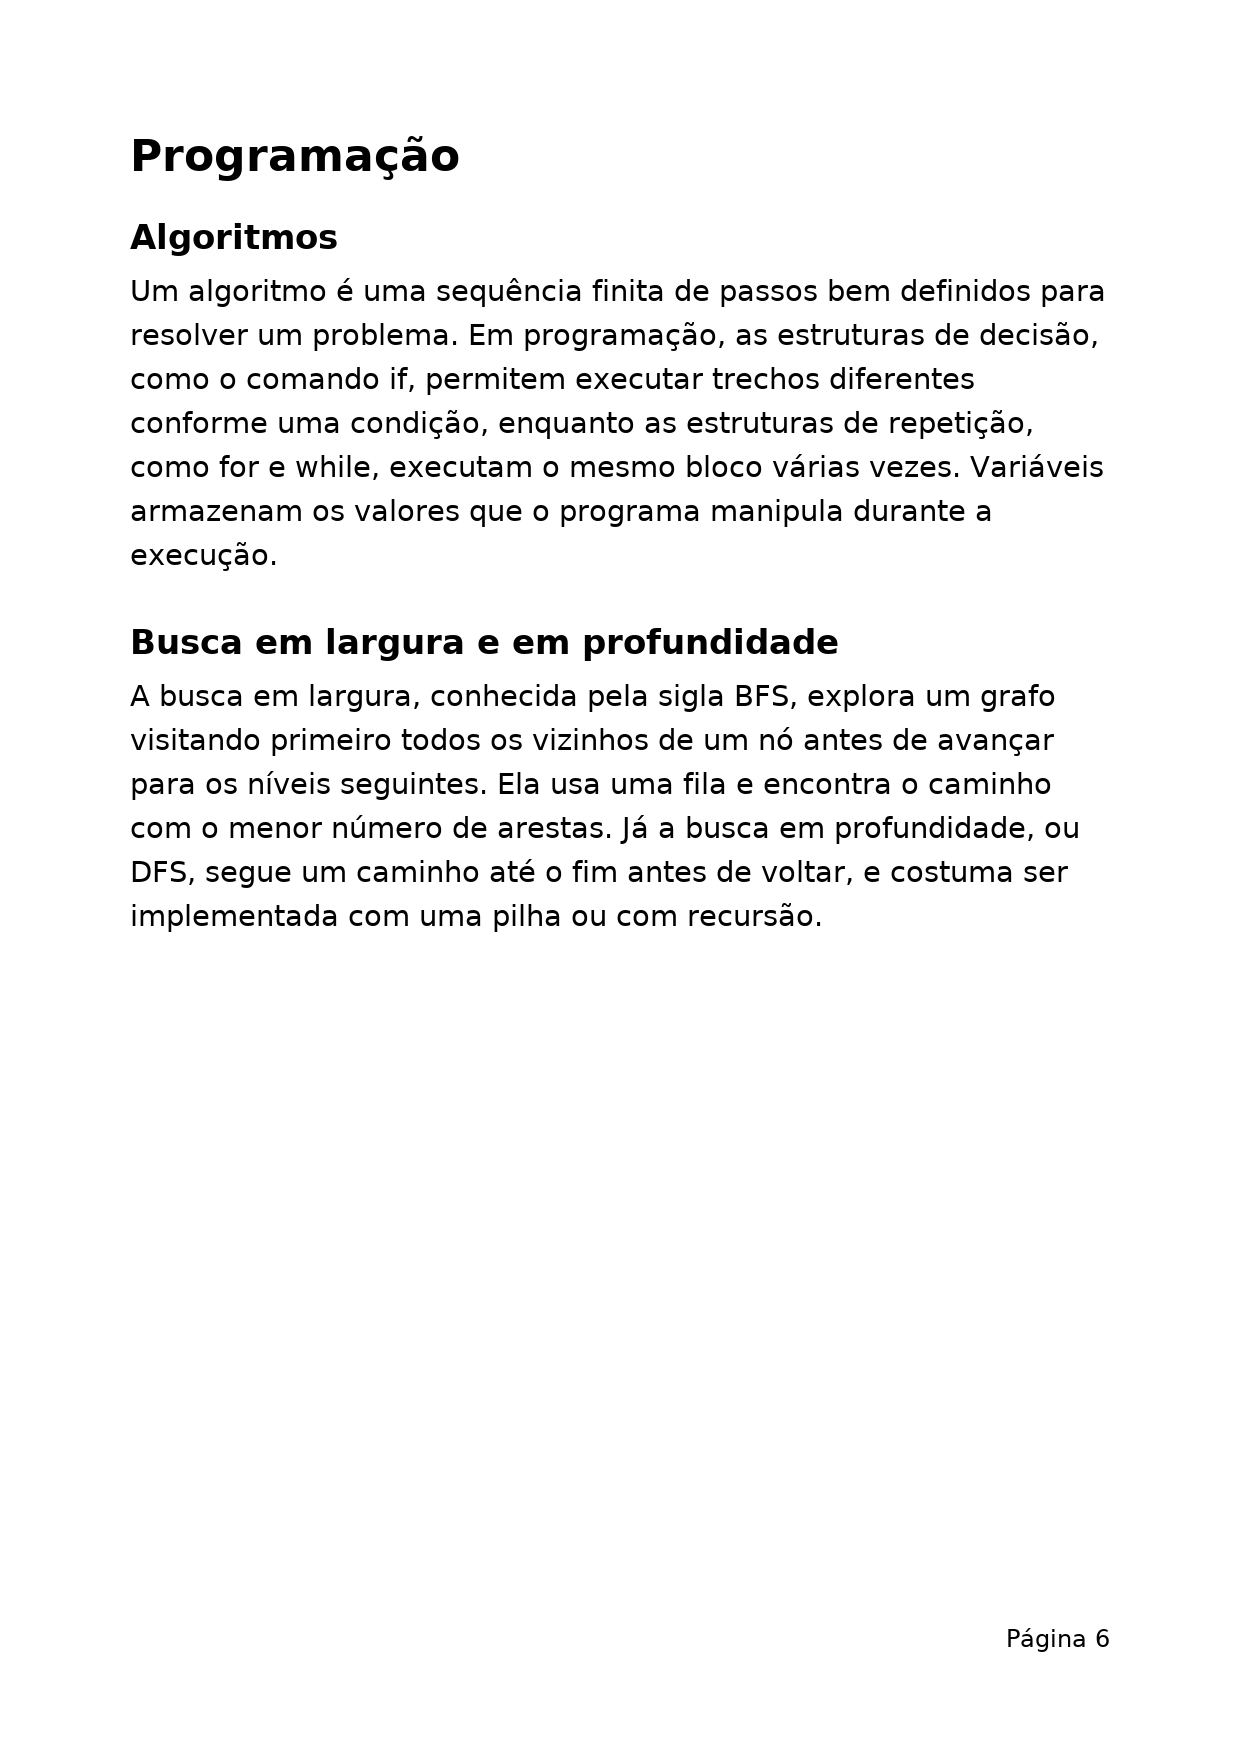 Programação
Algoritmos
Um algoritmo é uma sequência finita de passos bem definidos para
resolver um problema. Em programação, as estruturas de decisão,
como o comando if, permitem executar trechos diferentes
conforme uma condição, enquanto as estruturas de repetição,
como for e while, executam o mesmo bloco várias vezes. Variáveis
armazenam os valores que o programa manipula durante a
execução.
Busca em largura e em profundidade
A busca em largura, conhecida pela sigla BFS, explora um grafo
visitando primeiro todos os vizinhos de um nó antes de avançar
para os níveis seguintes. Ela usa uma fila e encontra o caminho
com o menor número de arestas. Já a busca em profundidade, ou
DFS, segue um caminho até o fim antes de voltar, e costuma ser
implementada com uma pilha ou com recursão.
Página 6